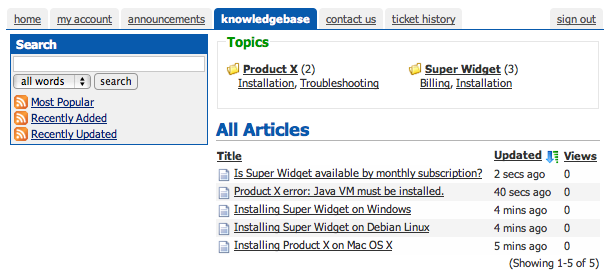 home my account announcements knowledgebase contact us ticket history sign out
Search
all words search
Most Popular
Recently Added
Recently Updated
Topics
Product X (2) Super Widget (3)
Installation, Troubleshooting Billing, Installation
All Articles
Title Updated Views
Is Super Widget available by monthly subscription? 2 secs ago 0
Product X error: Java VM must be installed. 40 secs ago 0
Installing Super Widget on Windows 4 mins ago 0
Installing Super Widget on Debian Linux 4 mins ago 0
Installing Product X on Mac OS X 5 mins ago 0
(Showing 1-5 of 5)